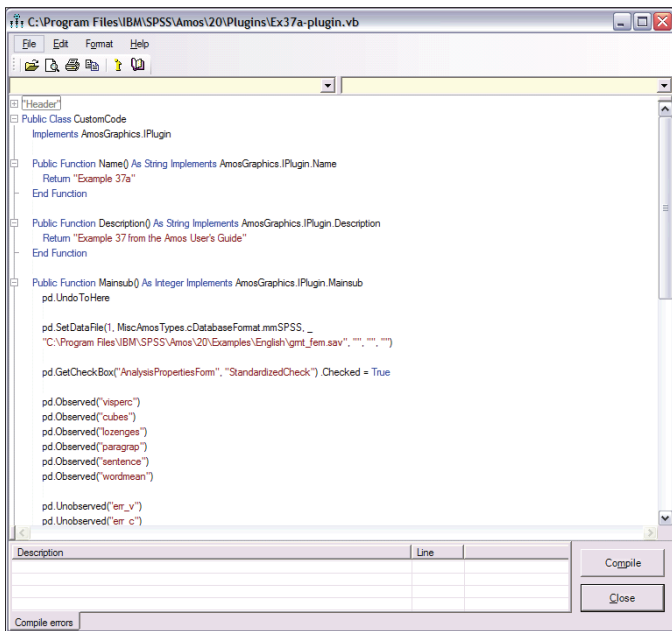 C:\Program Files\IBM\SPSS\Amos\20\Plugins\Ex37a-plugin.vb
File Edit Format Help
"Header"
Public Class CustomCode
Implements AmosGraphics.IPlugin
Public Function Name() As String Implements AmosGraphics.IPlugin.Name
Return "Example 37a"
End Function
Public Function Description() As String Implements AmosGraphics.IPlugin.Description
Return "Example 37 from the Amos User's Guide"
End Function
Public Function Mainsub() As Integer Implements AmosGraphics.IPlugin.Mainsub
pd.UndoToHere
pd.SetDataFile(1, MiscAmosTypes.cDatabaseFormat.mmSPSS, _
"C:\Program Files\IBM\SPSS\Amos\20\Examples\English\grnt_fem.sav", "", "", "")
pd.GetCheckBox("AnalysisPropertiesForm", "StandardizedCheck") .Checked = True
pd.Observed("visperc")
pd.Observed("cubes")
pd.Observed("lozenges")
pd.Observed("paragrap")
pd.Observed("sentence")
pd.Observed("wordmean")
pd.Unobserved("err_v")
pd.Unobserved("err_c")
Description Line
Compile
Close
Compile errors